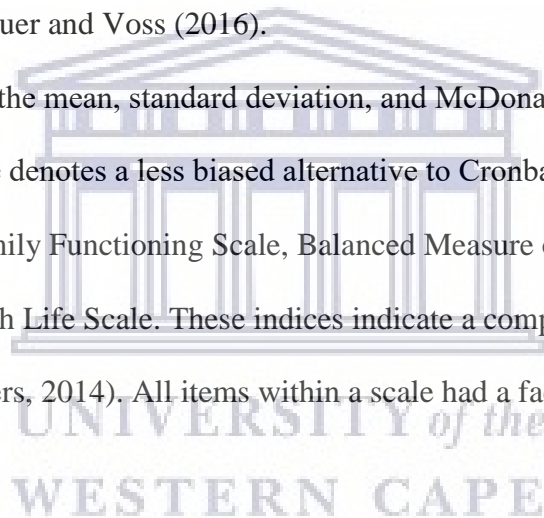 uer and Voss (2016).
the mean, standard deviation, and McDona
denotes a less biased alternative to Cronba
ily Functioning Scale, Balanced Measure
h Life Scale. These indices indicate a comp
ers, 2014). All items within a scale had a fa
UNIVERSITY of the
WESTERN CAPE